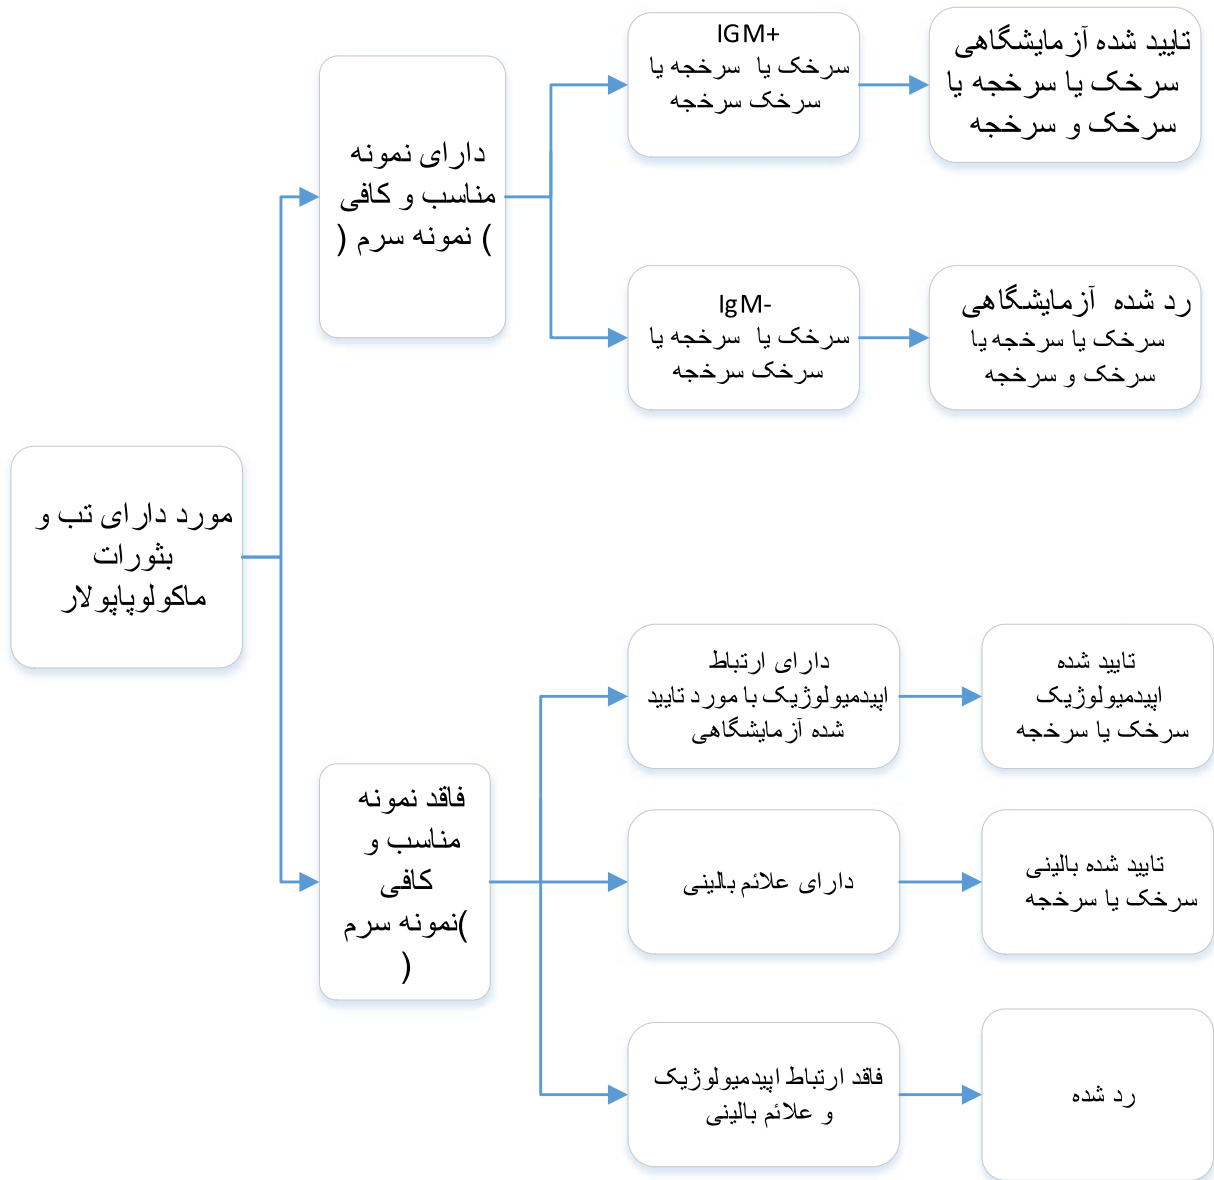 مورد دارای تب و
بثورات
ماکولوپاپولار
دارای نمونه
مناسب و کافی
) نمونه سرم (
IGM+
سرخک یا سرخجه یا
سرخک سرخجه
تایید شده آزمایشگاهی
سرخک یا سرخجه یا
سرخک و سرخجه
IgM-
سرخک یا سرخجه یا
سرخک سرخجه
رد شده آزمایشگاهی
سرخک یا سرخجه یا
سرخک و سرخجه
فاقد نمونه
مناسب و
کافی
)نمونه سرم
(
دارای ارتباط
اپیدمیولوژیک با مورد تایید
شده آزمایشگاهی
تایید شده
اپیدمیولوژیک
سرخک یا سرخجه
دارای علائم بالینی
تایید شده بالینی
سرخک یا سرخجه
فاقد ارتباط اپیدمیولوژیک
و علائم بالینی
رد شده